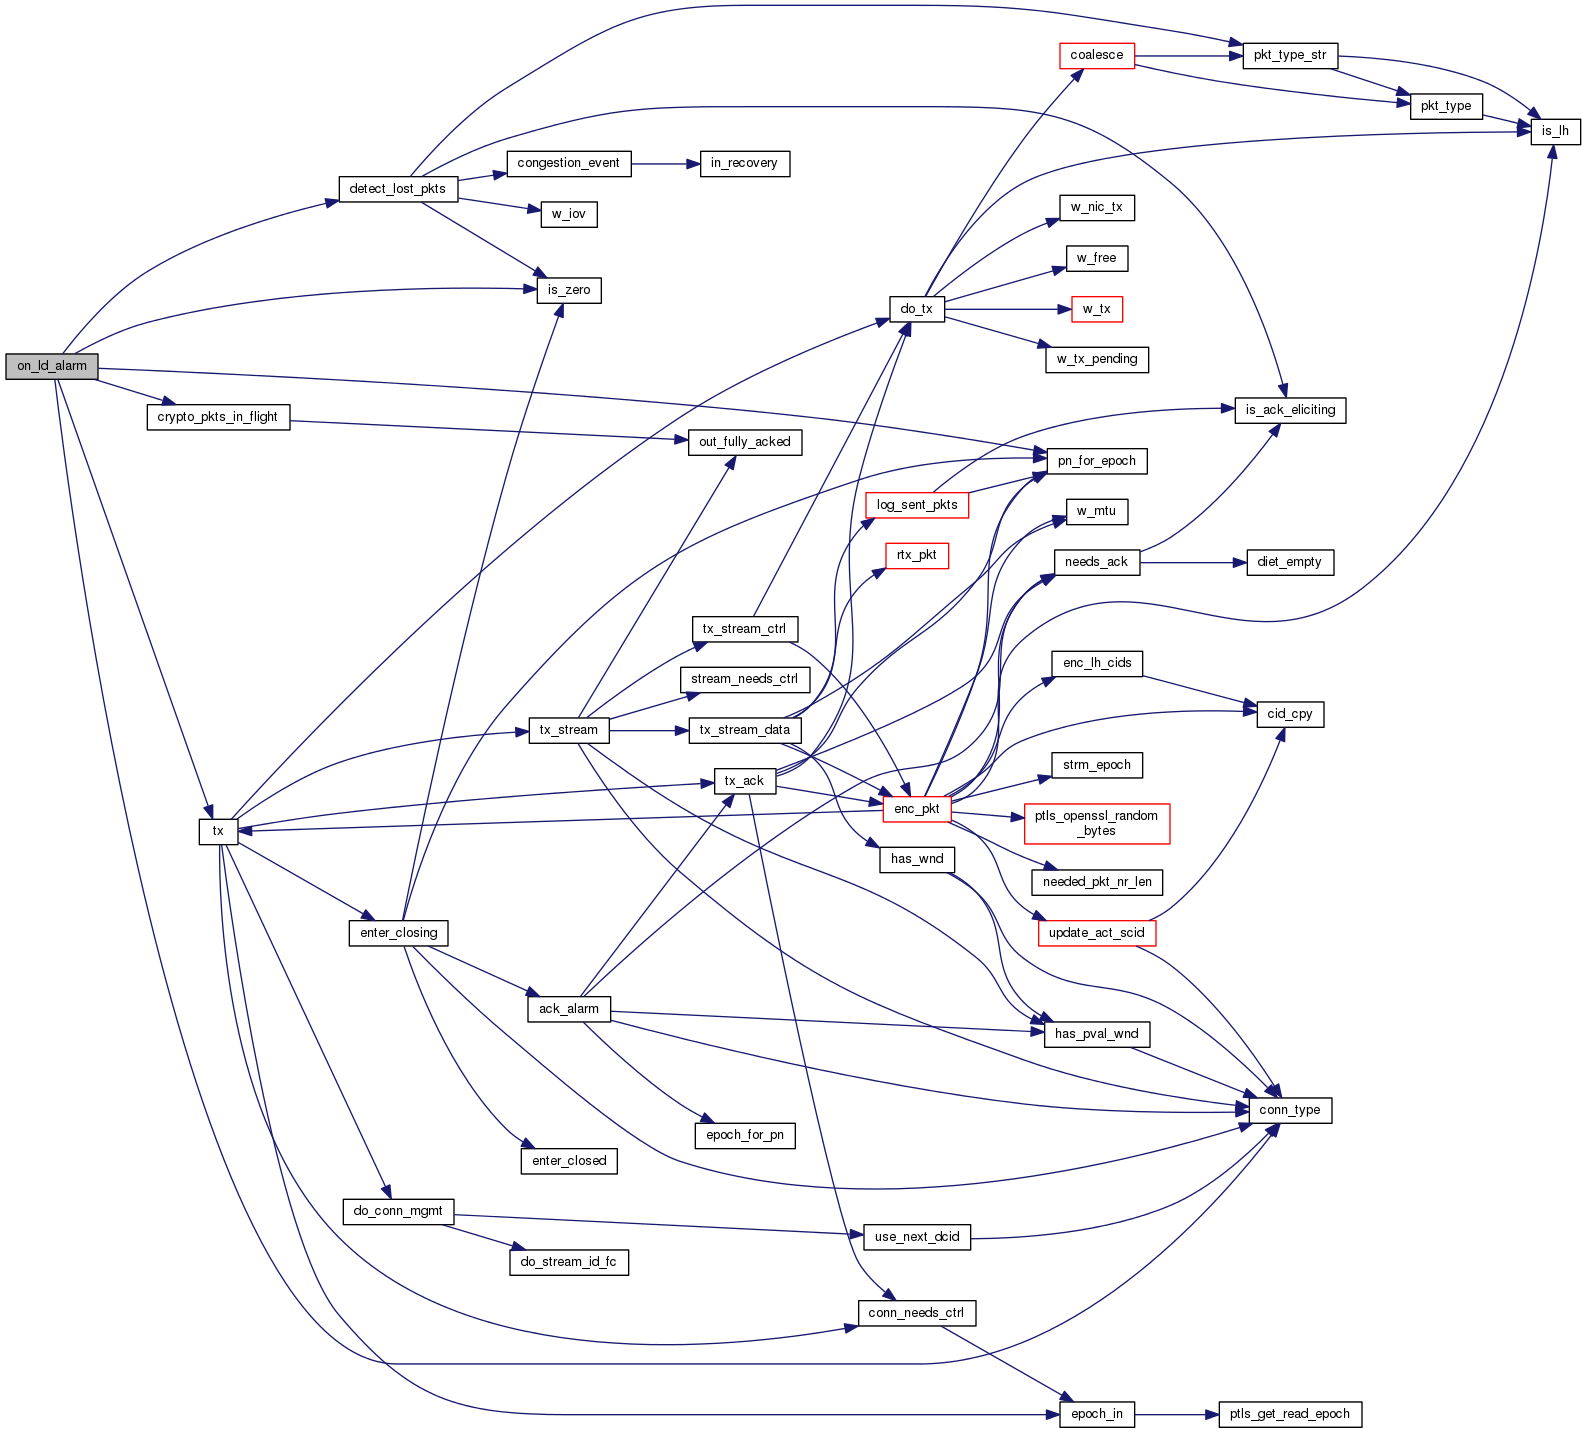 coalesce
pkt_type_str
pkt_type
is_lh
congestion_event
in_recovery
detect_lost_pkts
w_iov
w_nic_tx
w_free
is_zero
do_tx
w_tx
w_tx_pending
on_ld_alarm
crypto_pkts_in_flight
is_ack_eliciting
out_fully_acked
pn_for_epoch
log_sent_pkts
w_mtu
rtx_pkt
needs_ack
diet_empty
tx_stream_ctrl
enc_lh_cids
stream_needs_ctrl
cid_cpy
tx_stream
tx_stream_data
strm_epoch
tx_ack
enc_pkt
ptls_openssl_random
_bytes
tx
has_wnd
needed_pkt_nr_len
enter_closing
update_act_scid
ack_alarm
has_pval_wnd
conn_type
epoch_for_pn
enter_closed
do_conn_mgmt
use_next_dcid
do_stream_id_fc
conn_needs_ctrl
epoch_in
ptls_get_read_epoch